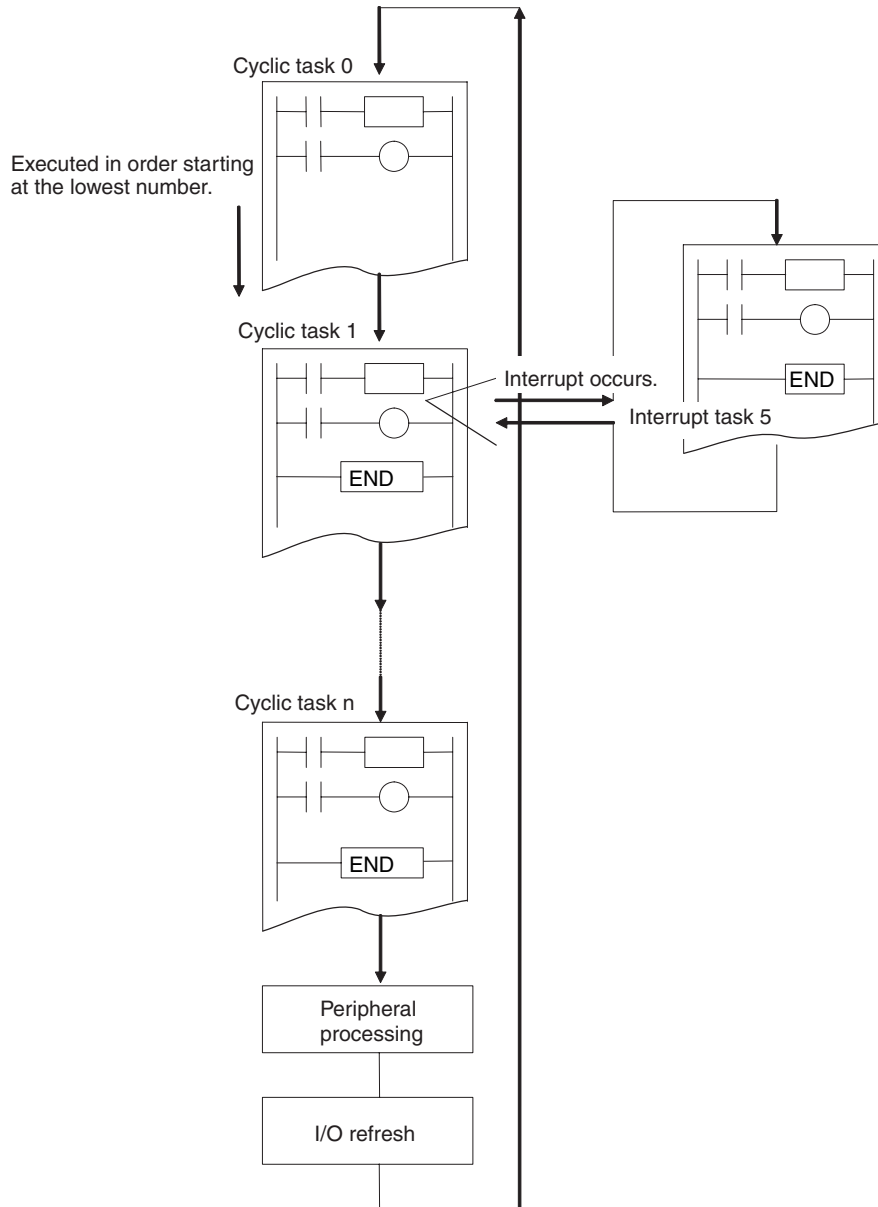 Cyclic task 0
Executed in order starting
at the lowest number.
Cyclic task 1
Interrupt occurs.
END
Interrupt task 5
END
Cyclic task n
END
Peripheral
processing
I/O refresh